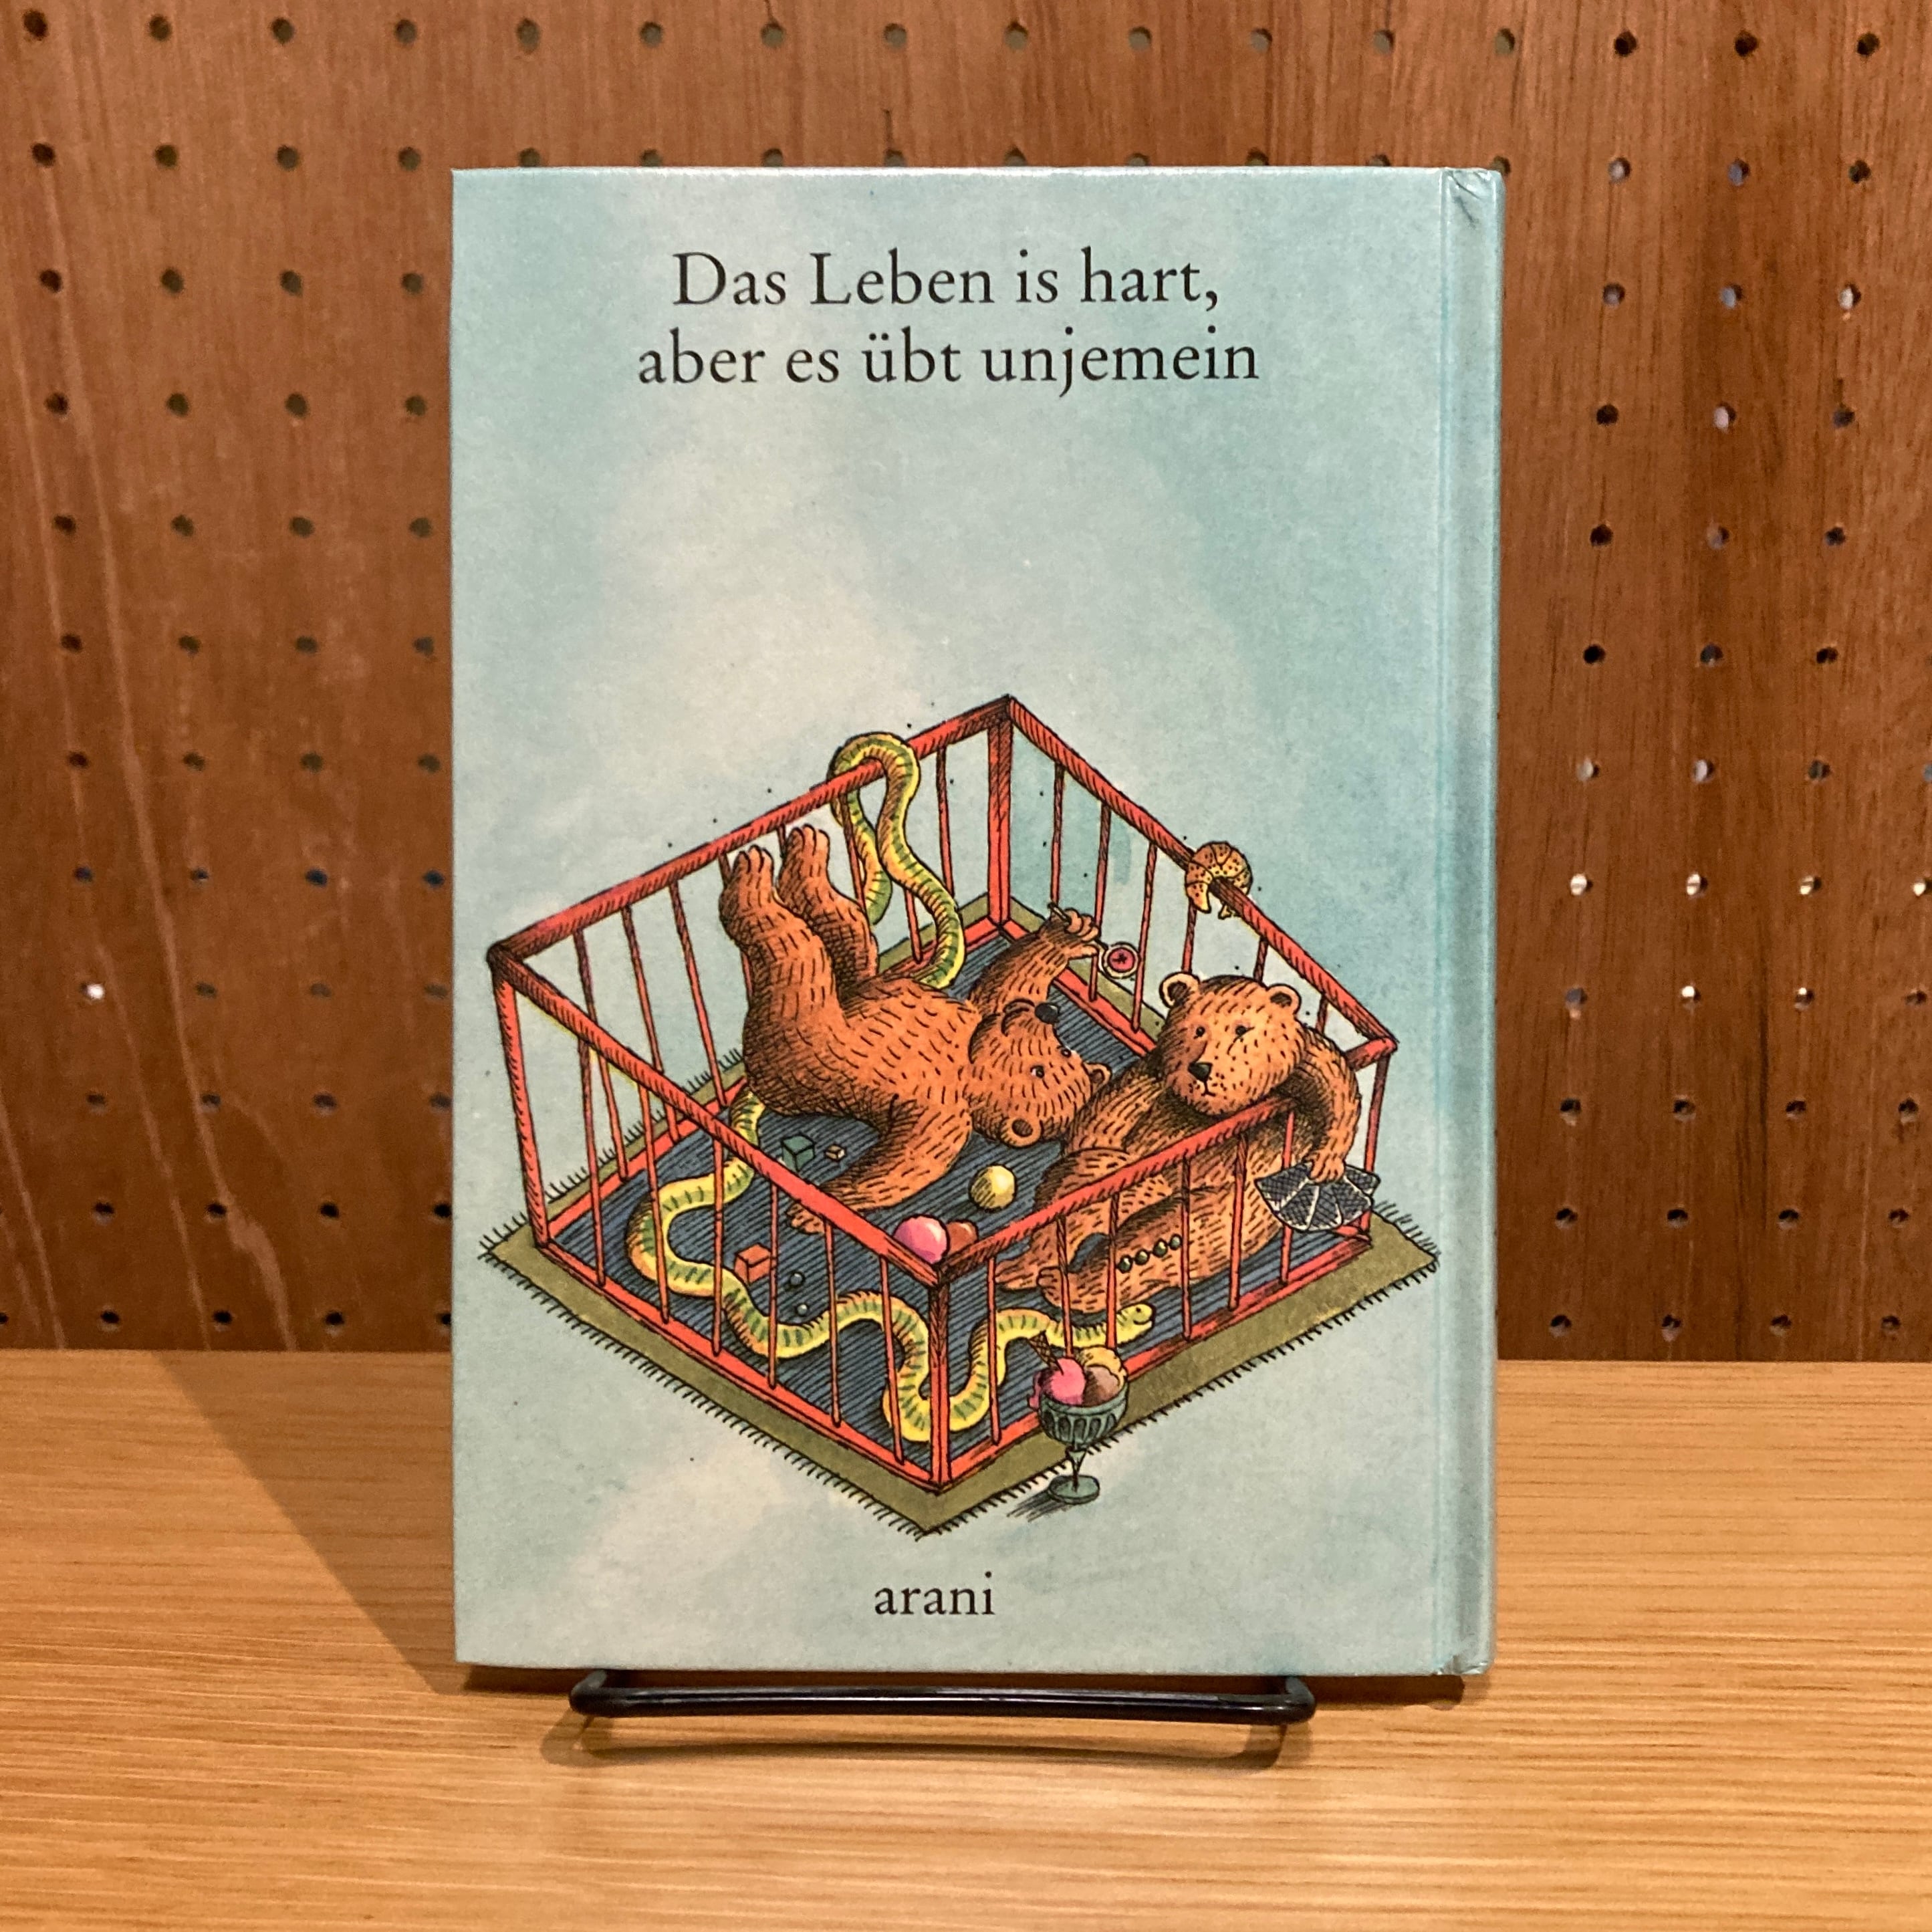 Das Leben is hart,
aber es übt unjemein
arani